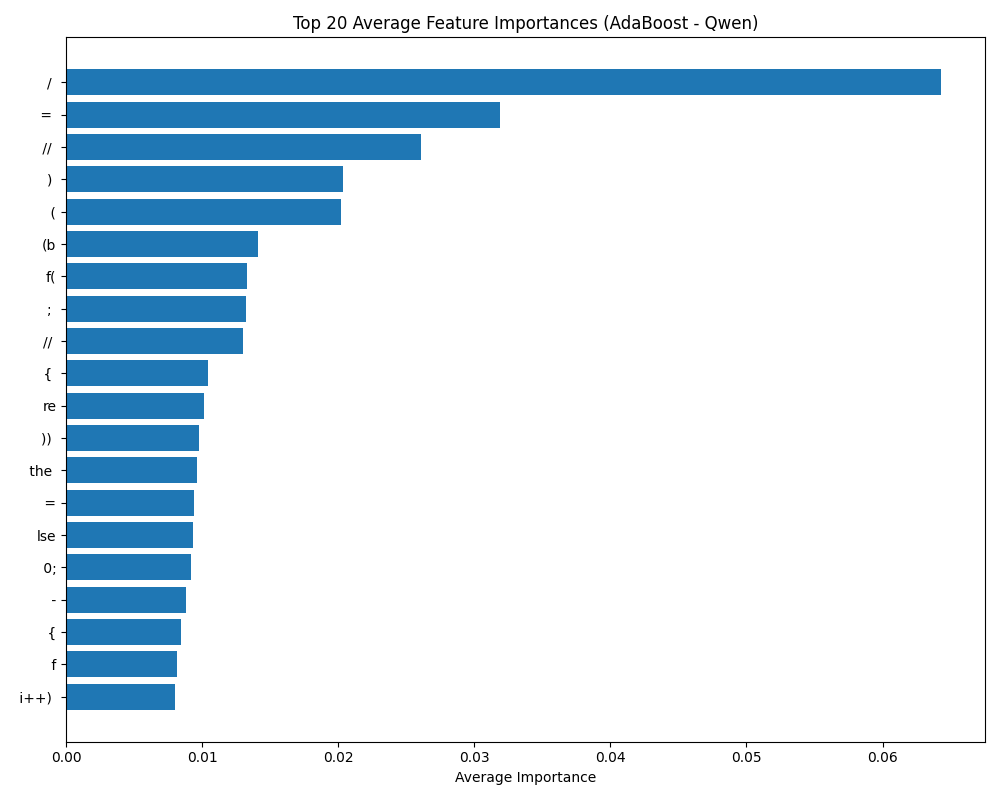 Top 20 Average Feature Importances (AdaBoost - Qwen)
/
=
//
)
(
(b
f(
;
//
{
re
))
the
=
lse
0;
-
{
f
i++)
0.00 0.01 0.02 0.03 0.04 0.05 0.06
Average Importance